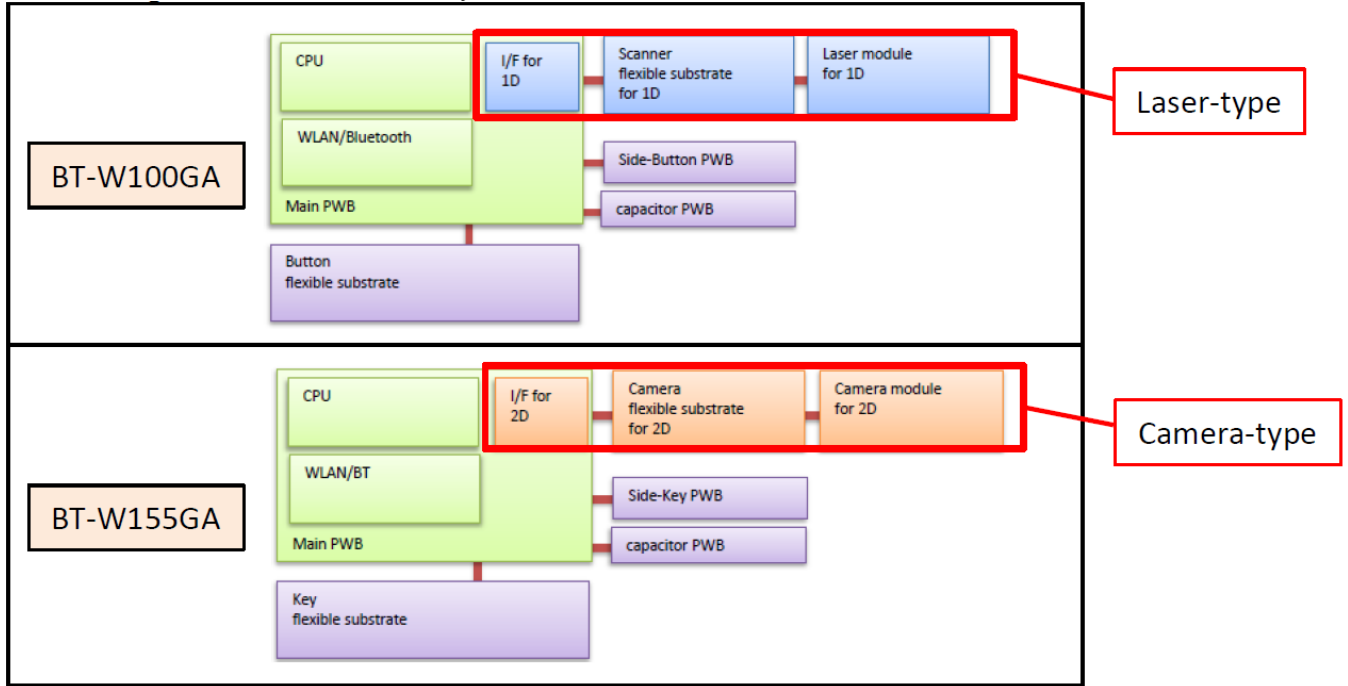 CPU
I/F for
1D
Scanner
flexible substrate
for 1D
Laser module
for 1D
Laser-type
WLAN/Bluetooth
BT-W100GA
Side-Button PWB
Main PWB
capacitor PWB
Button
flexible substrate
CPU
I/F for
2D
Camera
flexible substrate
for 2D
Camera module
for 2D
Camera-type
WLAN/BT
BT-W155GA
Side-Key PWB
Main PWB
capacitor PWB
Key
flexible substrate